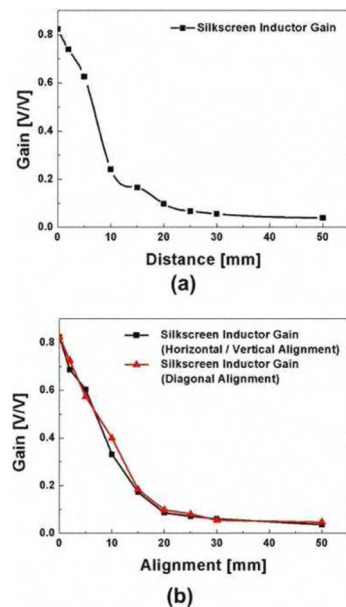 Silkscreen Inductor Gain
Gain [V/V]
0.8
0.6
0.4
0.2
0.0
0 10 20 30 40 50
Distance [mm]
(a)
Silkscreen Inductor Gain
(Horizontal / Vertical Alignment)
Silkscreen Inductor Gain
(Diagonal Alignment)
Gain [V/V]
0.8
0.6
0.4
0.2
0.0
0 10 20 30 40 50
Alignment [mm]
(b)